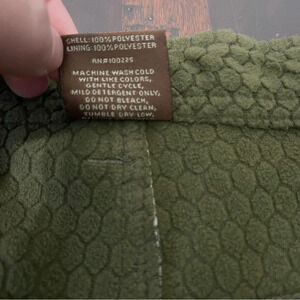 SHELL: 100% POLYESTER
LINING: 100% POLYESTER
RN#100225
MACHINE WASH COLD
WITH LIKE COLORS,
GENTLE CYCLE,
MILD DETERGENT ONLY,
DO NOT BLEACH,
DO NOT DRY CLEAN,
TUMBLE DRY LOW,